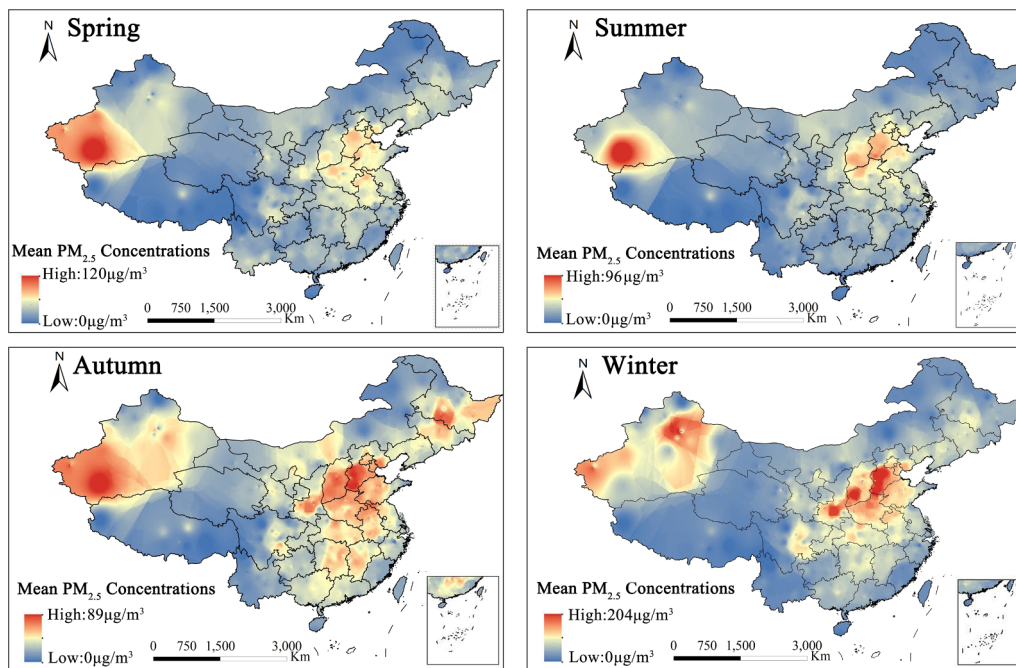 N
Spring
Mean PM₂.₅ Concentrations
High:120μg/m³
Low:0μg/m³
0 750 1,500 3,000
Km
N
Summer
Mean PM₂.₅ Concentrations
High:96μg/m³
Low:0μg/m³
0 750 1,500 3,000
Km
N
Autumn
Mean PM₂.₅ Concentrations
High:89μg/m³
Low:0μg/m³
0 750 1,500 3,000
Km
N
Winter
Mean PM₂.₅ Concentrations
High:204μg/m³
Low:0μg/m³
0 750 1,500 3,000
Km